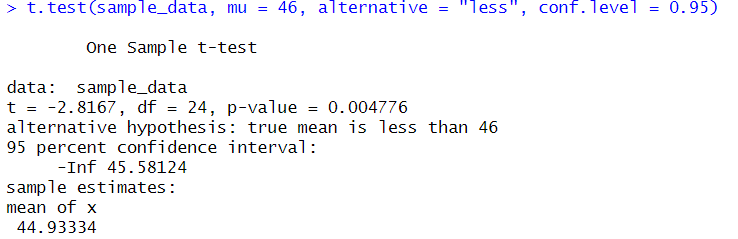 > t.test(sample_data, mu = 46, alternative = "less", conf.level = 0.95)
One Sample t-test
data:  sample_data
t = -2.8167, df = 24, p-value = 0.004776
alternative hypothesis: true mean is less than 46
95 percent confidence interval:
-Inf 45.58124
sample estimates:
mean of x
44.93334